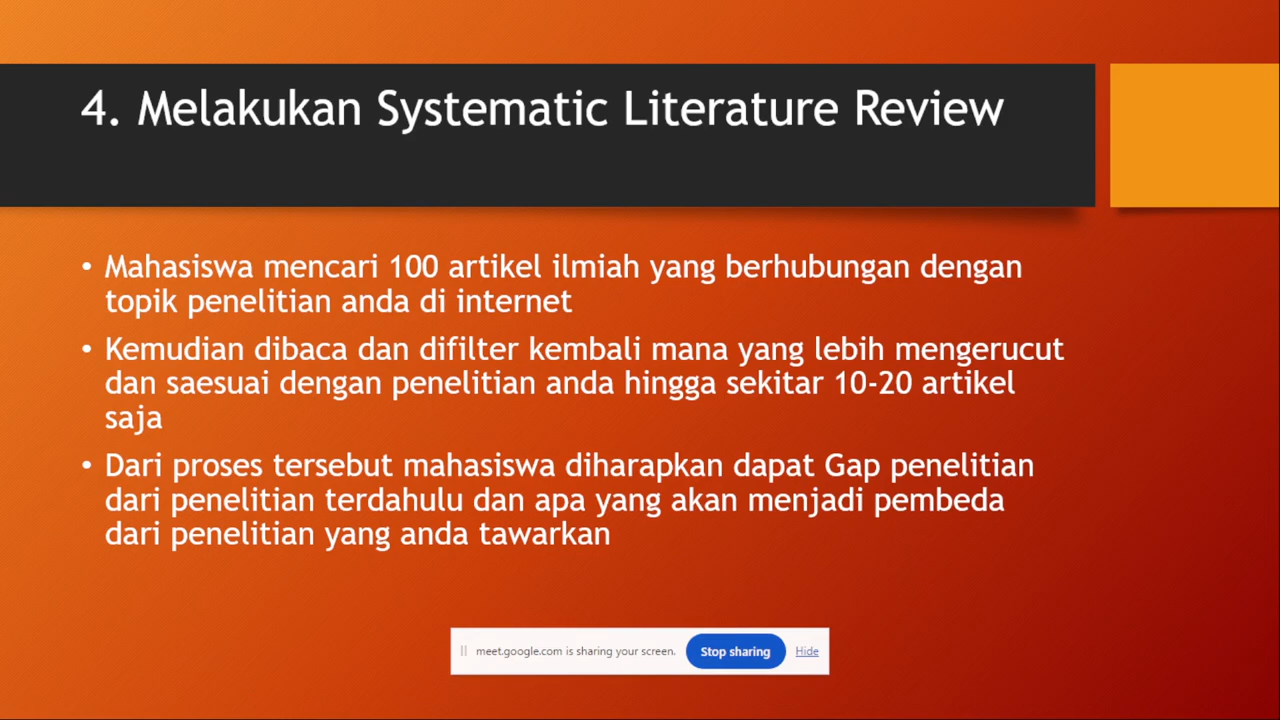 4. Melakukan Systematic Literature Review
• Mahasiswa mencari 100 artikel ilmiah yang berhubungan dengan
topik penelitian anda di internet
• Kemudian dibaca dan difilter kembali mana yang lebih mengerucut
dan saesuai dengan penelitian anda hingga sekitar 10-20 artikel
saja
• Dari proses tersebut mahasiswa diharapkan dapat Gap penelitian
dari penelitian terdahulu dan apa yang akan menjadi pembeda
dari penelitian yang anda tawarkan
meet.google.com is sharing your screen. Stop sharing Hide